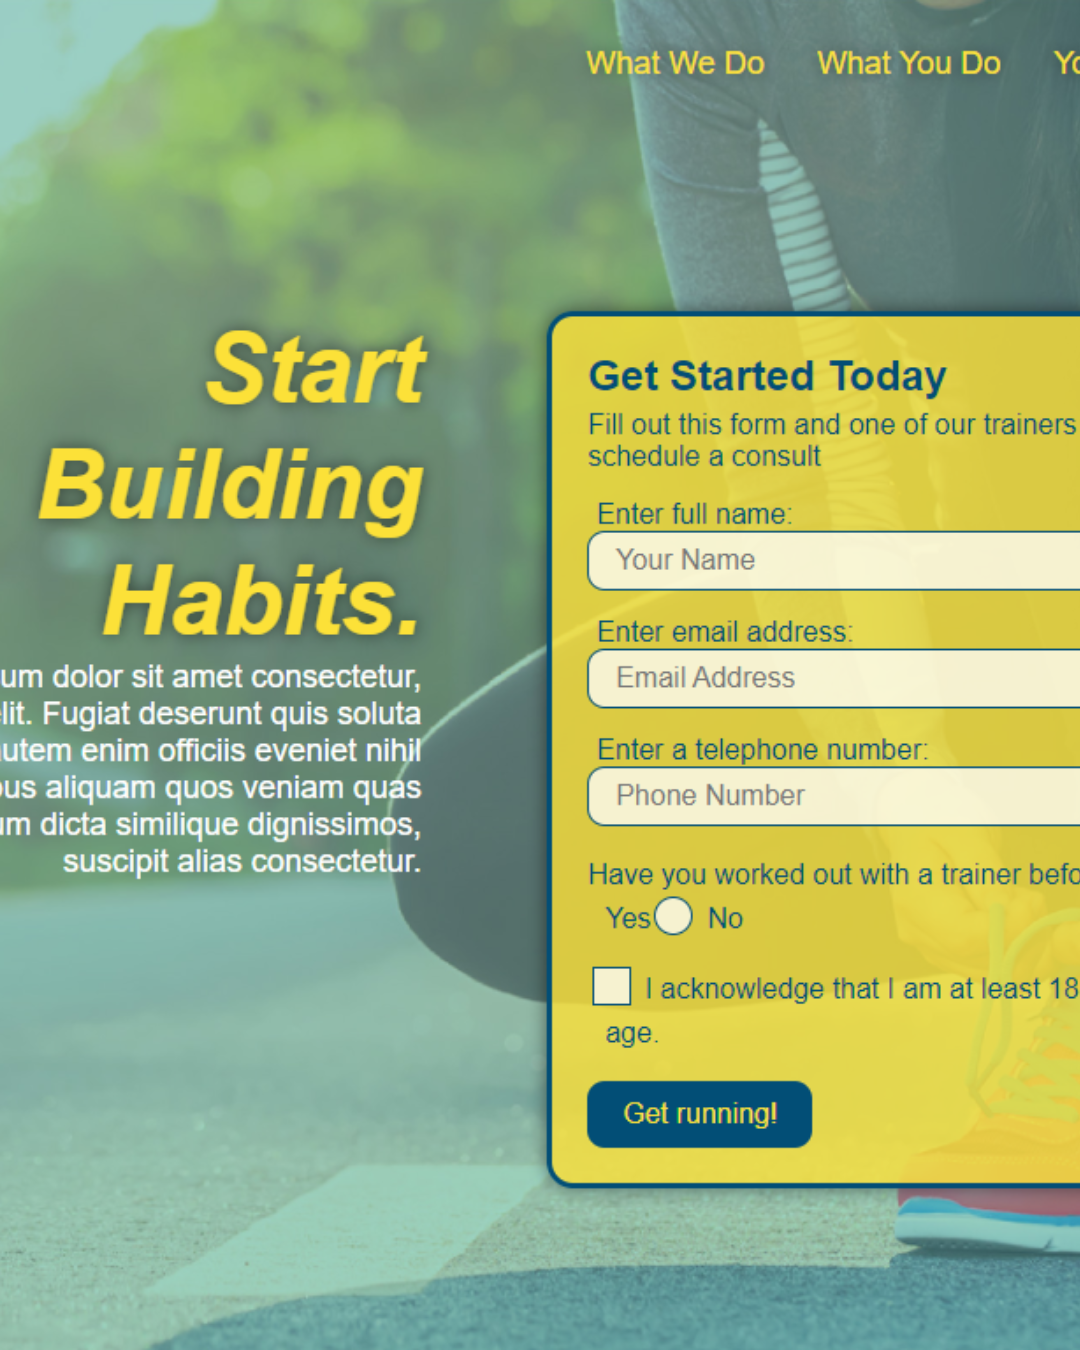 What We Do What You Do Yo
Start
Building
Habits.
um dolor sit amet consectetur,
lit. Fugiat deserunt quis soluta
utem enim officiis eveniet nihil
ous aliquam quos veniam quas
um dicta similique dignissimos,
suscipit alias consectetur.
Get Started Today
Fill out this form and one of our trainers
schedule a consult
Enter full name:
Your Name
Enter email address:
Email Address
Enter a telephone number:
Phone Number
Have you worked out with a trainer befo
Yes No
I acknowledge that I am at least 18
age.
Get running!